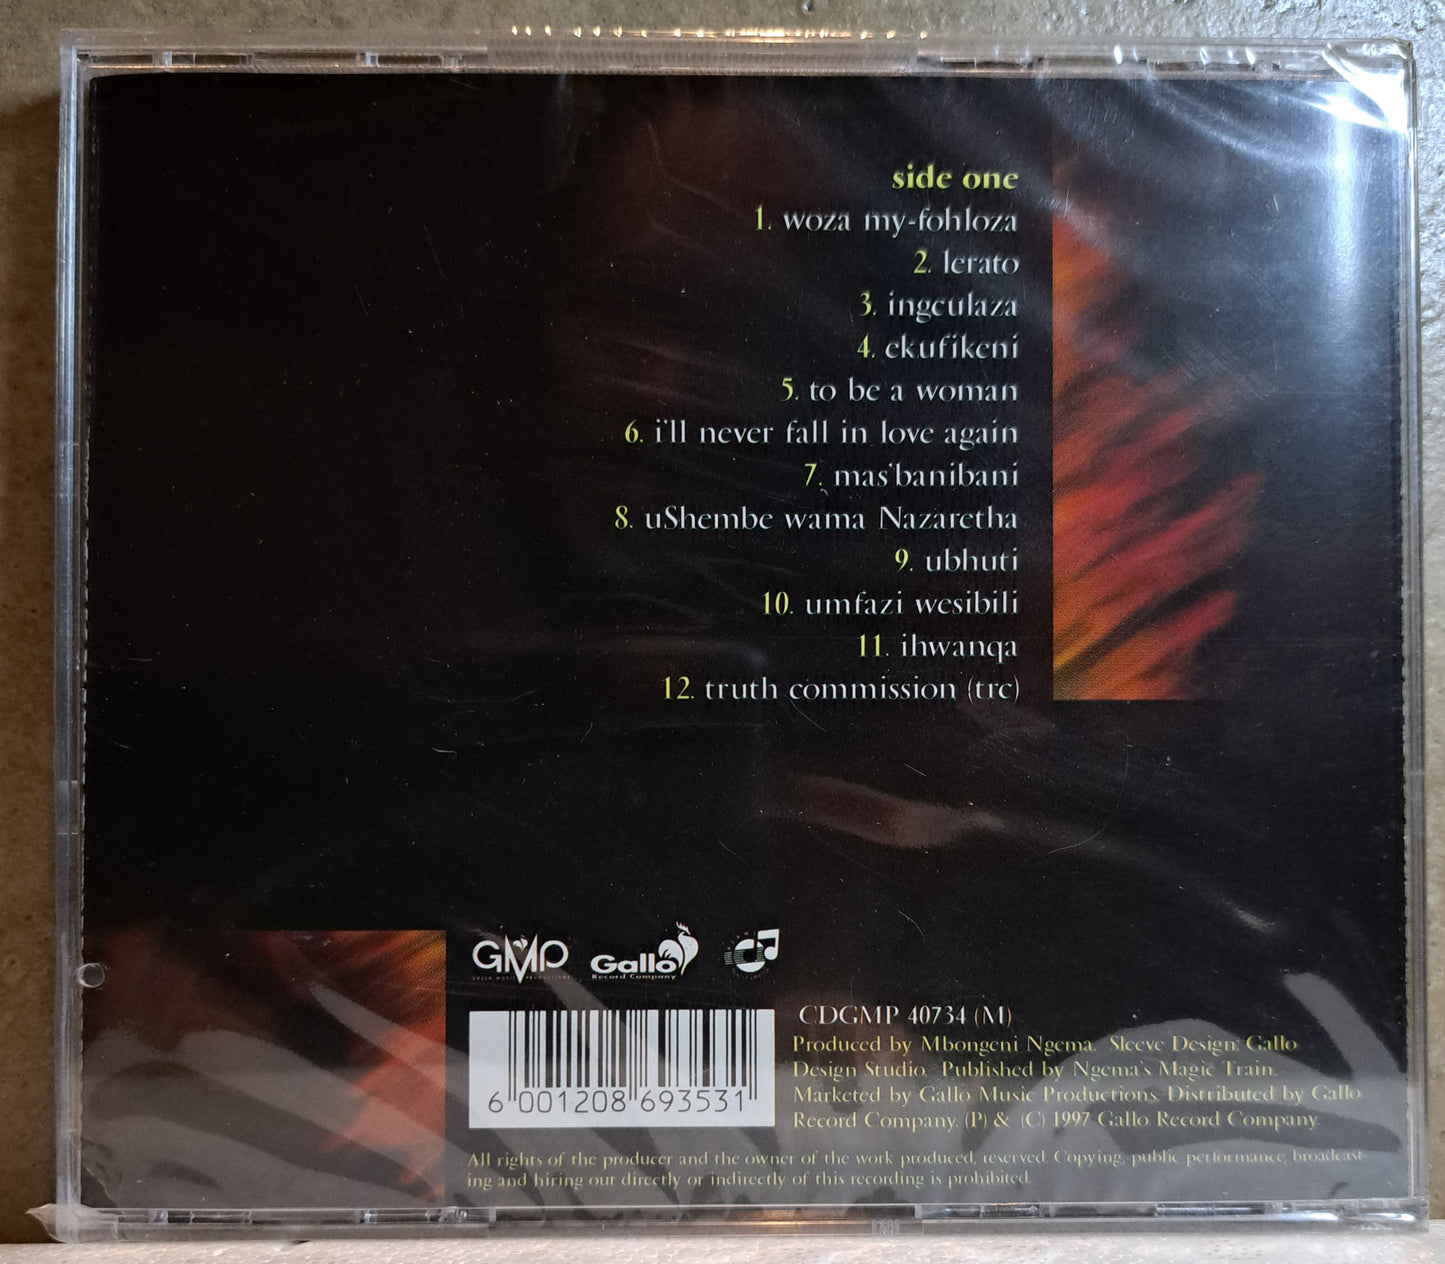 side one
1. woza my-fohloza
2. lerato
3. ingculaza
4. ekufikeni
5. to be a woman
6. i'll never fall in love again
7. mas'banibani
8. uShembe wama Nazaretha
9. ubhuti
10. umfazi wesibili
11. ihwanqa
12. truth commission (trc)
GMP
GALLO MUSIC PRODUCTIONS
Gallo
Record Company
6 001208 693531
CDGMP 40734 (M)
Produced by Mbongeni Ngema. Sleeve Design: Gallo
Design Studio. Published by Ngema's Magic Train.
Marketed by Gallo Music Productions. Distributed by Gallo
Record Company. (P) & (C) 1997 Gallo Record Company.
All rights of the producer and the owner of the work produced, reserved. Copying, public performance, broadcast-
ing and hiring out directly or indirectly of this recording is prohibited.